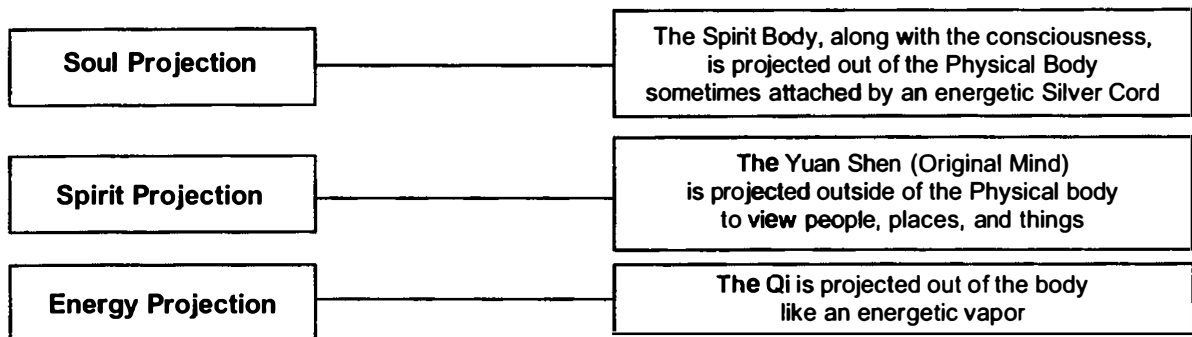 Soul Projection
The Spirit Body, along with the consciousness,
is projected out of the Physical Body
sometimes attached by an energetic Silver Cord
Spirit Projection
The Yuan Shen (Original Mind)
is projected outside of the Physical body
to view people, places, and things
Energy Projection
The Qi is projected out of the body
like an energetic vapor